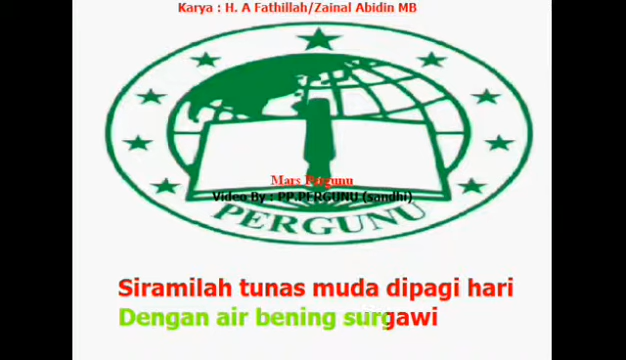 Karya : H. A Fathillah/Zainal Abidin MB
Mars Pergunu
Video By : PP.PERGUNU (sandhi)
PERGUNU
Siramilah tunas muda dipagi hari
Dengan air bening surgawi